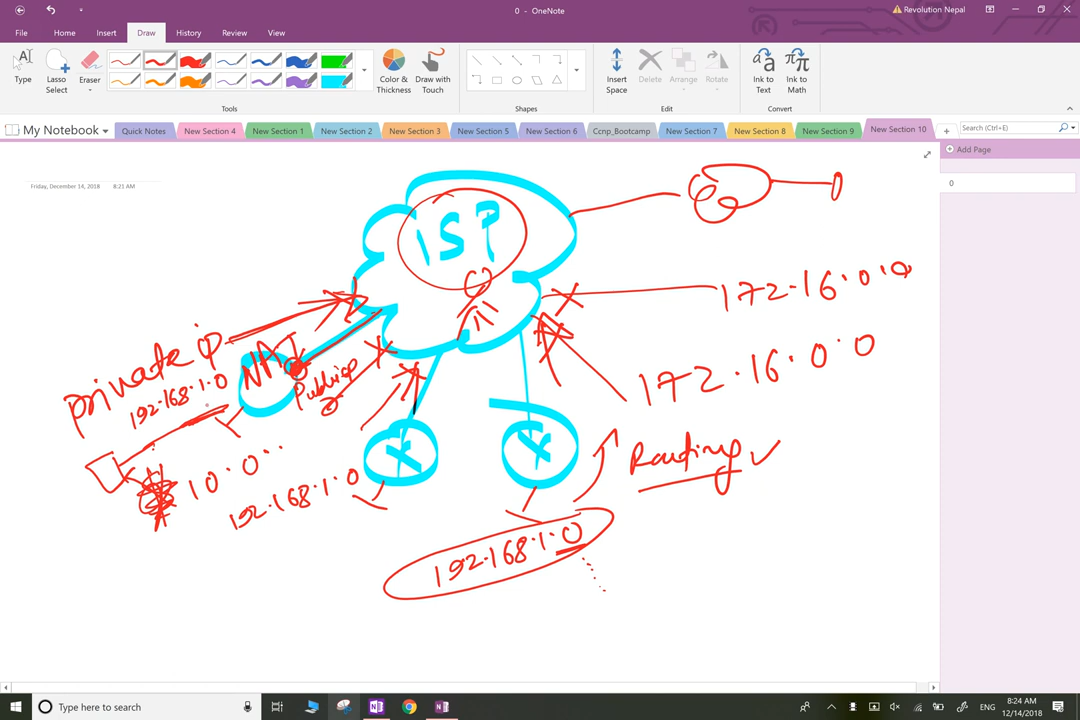 0 - OneNote
Revolution Nepal
File Home Insert Draw History Review View
Type
Lasso Select
Eraser
Color & Thickness
Draw with Touch
Insert Space
Delete
Arrange
Rotate
Ink to Text
Ink to Math
Tools
Shapes
Edit
Convert
My Notebook
Quick Notes
New Section 4
New Section 1
New Section 2
New Section 3
New Section 5
New Section 6
Ccnp_Bootcamp
New Section 7
New Section 8
New Section 9
New Section 10
Search (Ctrl+E)
Add Page
0
Friday, December 14, 2018 8:21 AM
ISP
172.16.0.0
172.16.0.0
private ip
192.168.1.0
NAT
Public ip
10.0..
192.168.1.0
Routing
192.168.1.0
Type here to search
ENG
8:24 AM
12/14/2018